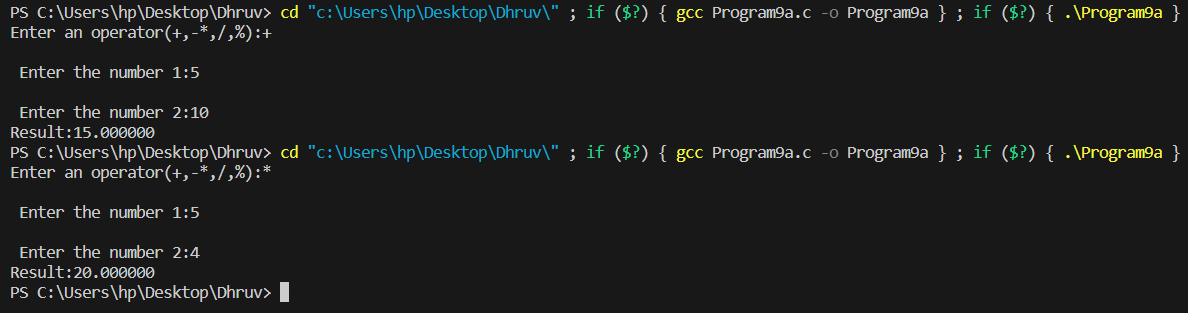 PS C:\Users\hp\Desktop\Dhruv> cd "c:\Users\hp\Desktop\Dhruv\" ; if ($?) { gcc Program9a.c -o Program9a } ; if ($?) { .\Program9a }
Enter an operator(+,-*,/,%):+
Enter the number 1:5
Enter the number 2:10
Result:15.000000
PS C:\Users\hp\Desktop\Dhruv> cd "c:\Users\hp\Desktop\Dhruv\" ; if ($?) { gcc Program9a.c -o Program9a } ; if ($?) { .\Program9a }
Enter an operator(+,-*,/,%):*
Enter the number 1:5
Enter the number 2:4
Result:20.000000
PS C:\Users\hp\Desktop\Dhruv>